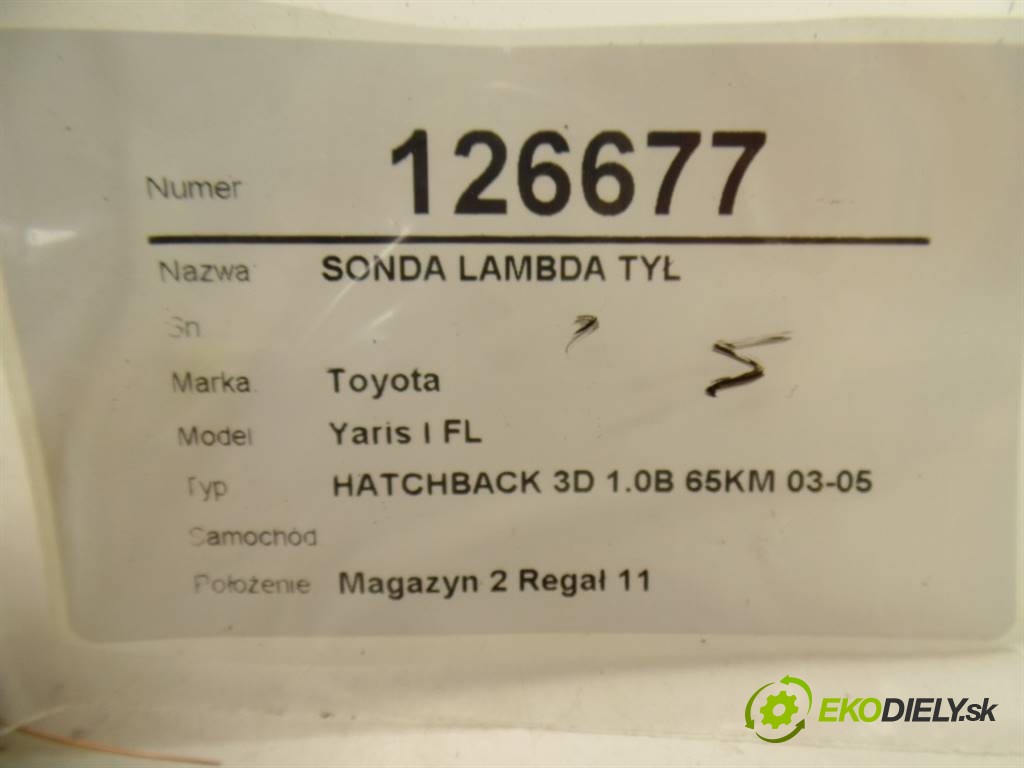 Numer 126677
Nazwa SONDA LAMBDA TYŁ
Sn
Marka Toyota
Model Yaris I FL
Typ HATCHBACK 3D 1.0B 65KM 03-05
Samochód
Położenie Magazyn 2 Regał 11
EKODIELY.sk